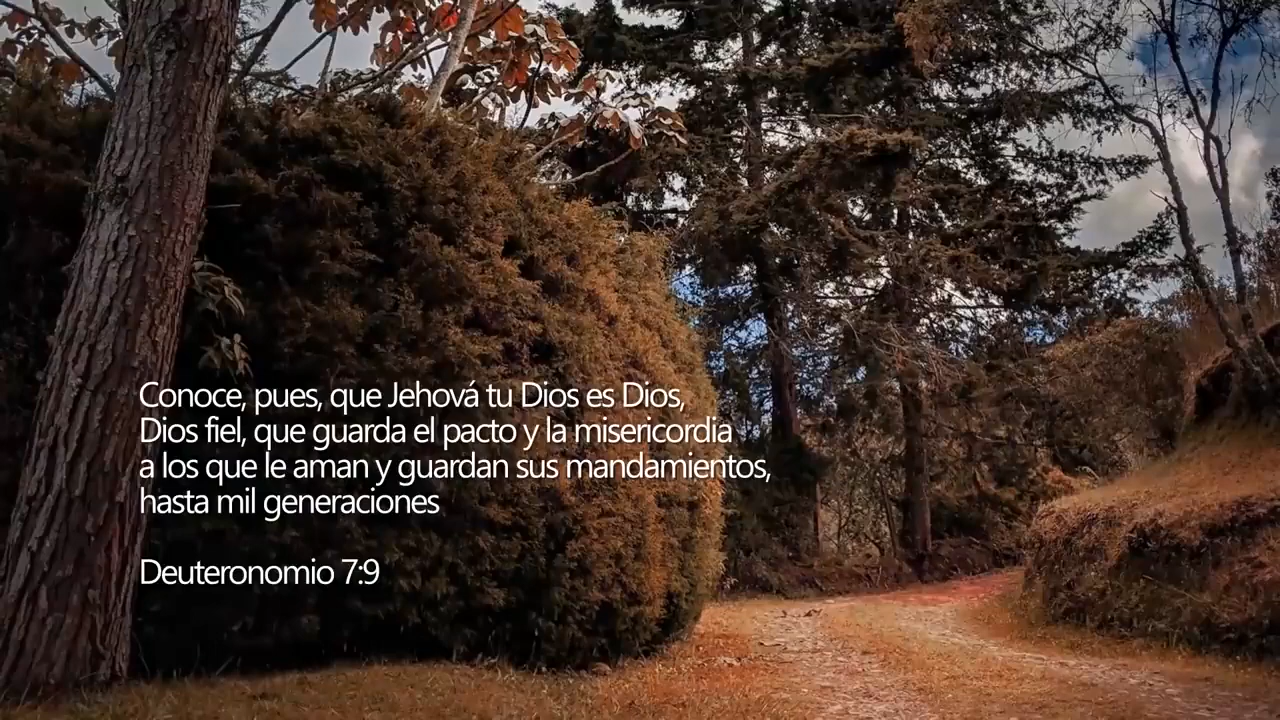 Conoce, pues, que Jehová tu Dios es Dios,
Dios fiel, que guarda el pacto y la misericordia
a los que le aman y guardan sus mandamientos,
hasta mil generaciones
Deuteronomio 7:9